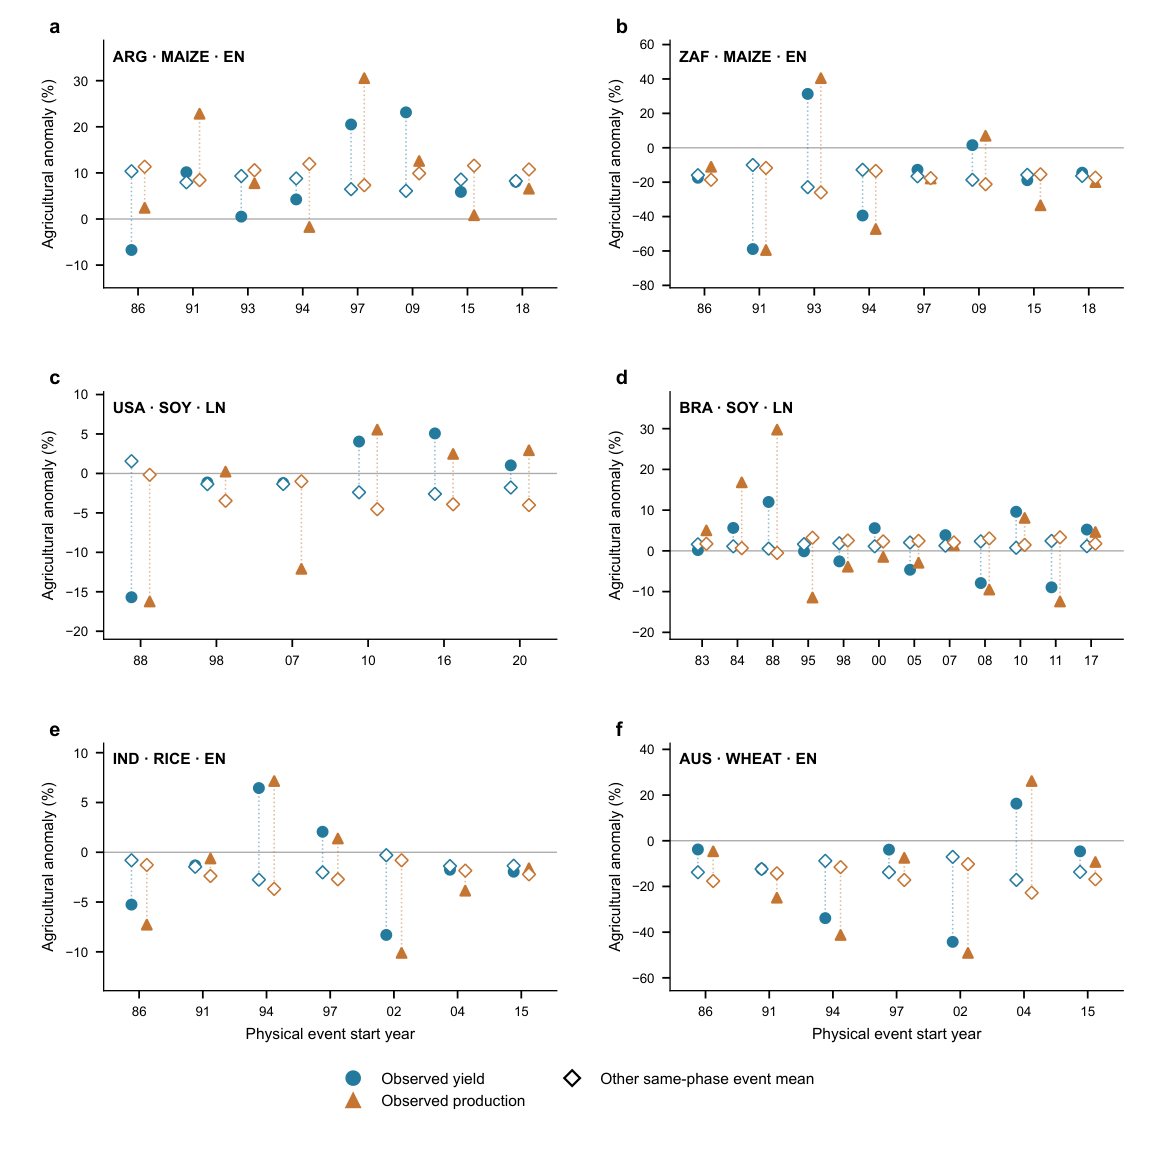 a
ARG · MAIZE · EN
Agricultural anomaly (%)
30
20
10
0
−10
86 91 93 94 97 09 15 18
b
ZAF · MAIZE · EN
Agricultural anomaly (%)
60
40
20
0
−20
−40
−60
−80
86 91 93 94 97 09 15 18
c
USA · SOY · LN
Agricultural anomaly (%)
10
5
0
−5
−10
−15
−20
88 98 07 10 16 20
d
BRA · SOY · LN
Agricultural anomaly (%)
30
20
10
0
−10
−20
83 84 88 95 98 00 05 07 08 10 11 17
e
IND · RICE · EN
Agricultural anomaly (%)
10
5
0
−5
−10
86 91 94 97 02 04 15
Physical event start year
f
AUS · WHEAT · EN
Agricultural anomaly (%)
40
20
0
−20
−40
−60
86 91 94 97 02 04 15
Physical event start year
Observed yield
Observed production
Other same-phase event mean